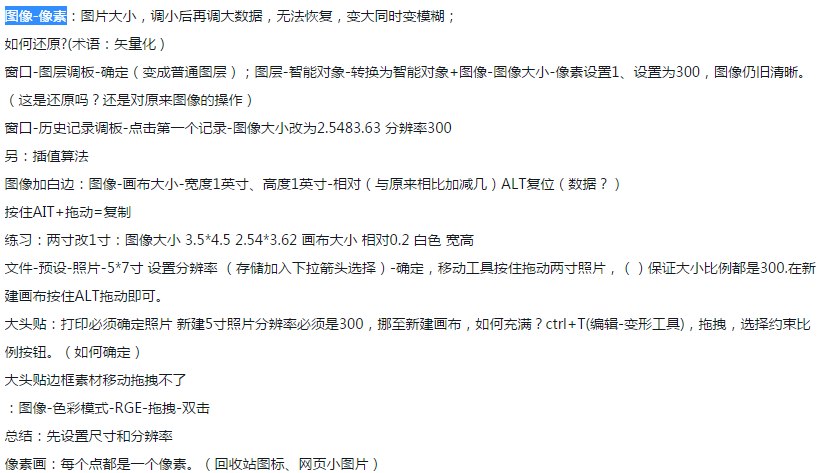 图像-像素：图片大小，调小后再调大数据，无法恢复，变大同时变模糊；
如何还原?(术语：矢量化）
窗口-图层调板-确定（变成普通图层）；图层-智能对象-转换为智能对象+图像-图像大小-像素设置1、设置为300，图像仍旧清晰。
（这是还原吗？还是对原来图像的操作）
窗口-历史记录调板-点击第一个记录-图像大小改为2.5483.63 分辨率300
另：插值算法
图像加白边：图像-画布大小-宽度1英寸、高度1英寸-相对（与原来相比加减几）ALT复位（数据？）
按住AIT+拖动=复制
练习：两寸改1寸：图像大小 3.5*4.5 2.54*3.62 画布大小 相对0.2 白色 宽高
文件-预设-照片-5*7寸 设置分辨率 （存储加入下拉箭头选择）-确定，移动工具按住拖动两寸照片，（ ）保证大小比例都是300.在新
建画布按住ALT拖动即可。
大头贴：打印必须确定照片 新建5寸照片分辨率必须是300，挪至新建画布，如何充满？ctrl+T(编辑-变形工具)，拖拽，选择约束比
例按钮。（如何确定）
大头贴边框素材移动拖拽不了
：图像-色彩模式-RGE-拖拽-双击
总结：先设置尺寸和分辨率
像素画：每个点都是一个像素。（回收站图标、网页小图片）